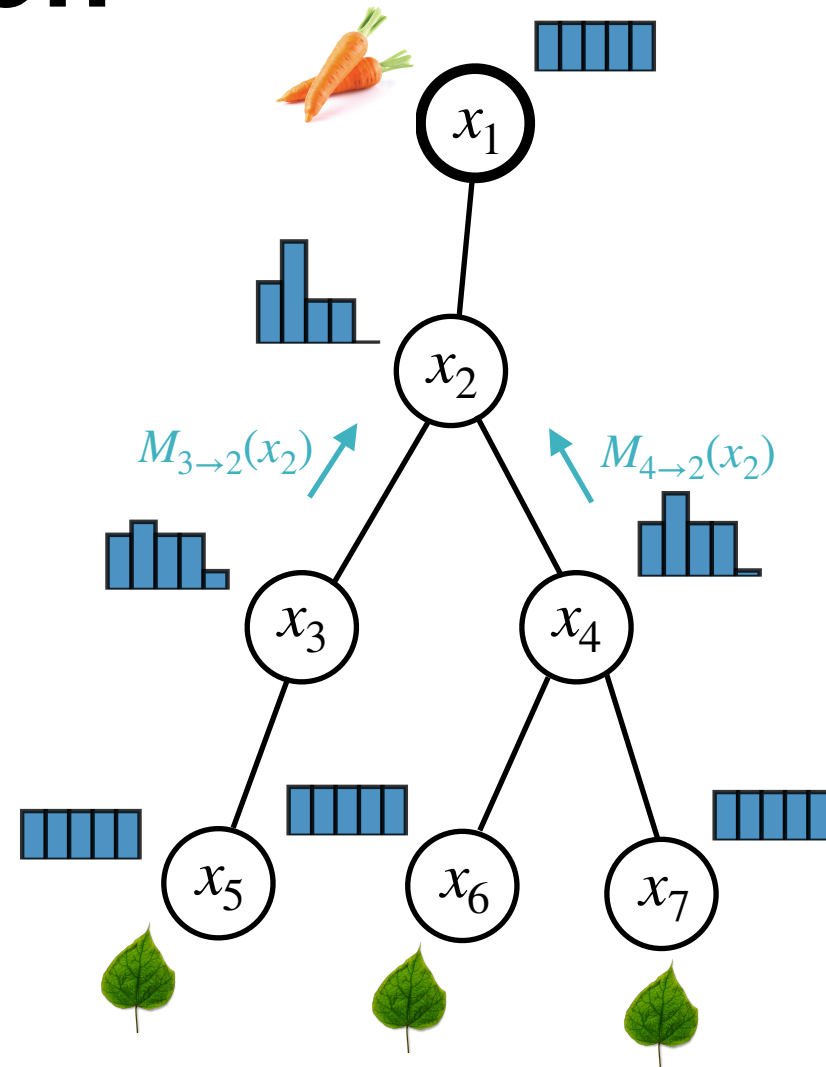 x₁
x₂
M₃→₂(x₂)
M₄→₂(x₂)
x₃
x₄
x₅
x₆
x₇